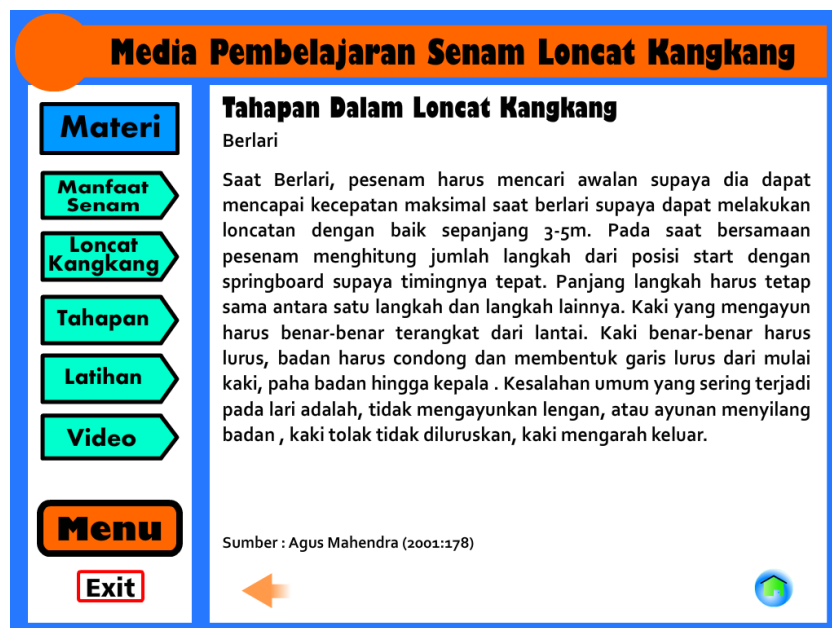 Media Pembelajaran Senam Loncat Kangkang
Materi
Manfaat
Senam
Loncat
Kangkang
Tahapan
Latihan
Video
Menu
Exit
Tahapan Dalam Loncat Kangkang
Berlari
Saat Berlari, pesenam harus mencari awalan supaya dia dapat
mencapai kecepatan maksimal saat berlari supaya dapat melakukan
loncatan dengan baik sepanjang 3-5m. Pada saat bersamaan
pesenam menghitung jumlah langkah dari posisi start dengan
springboard supaya timingnya tepat. Panjang langkah harus tetap
sama antara satu langkah dan langkah lainnya. Kaki yang mengayun
harus benar-benar terangkat dari lantai. Kaki benar-benar harus
lurus, badan harus condong dan membentuk garis lurus dari mulai
kaki, paha badan hingga kepala . Kesalahan umum yang sering terjadi
pada lari adalah, tidak mengayunkan lengan, atau ayunan menyilang
badan , kaki tolak tidak diluruskan, kaki mengarah keluar.
Sumber : Agus Mahendra (2001:178)